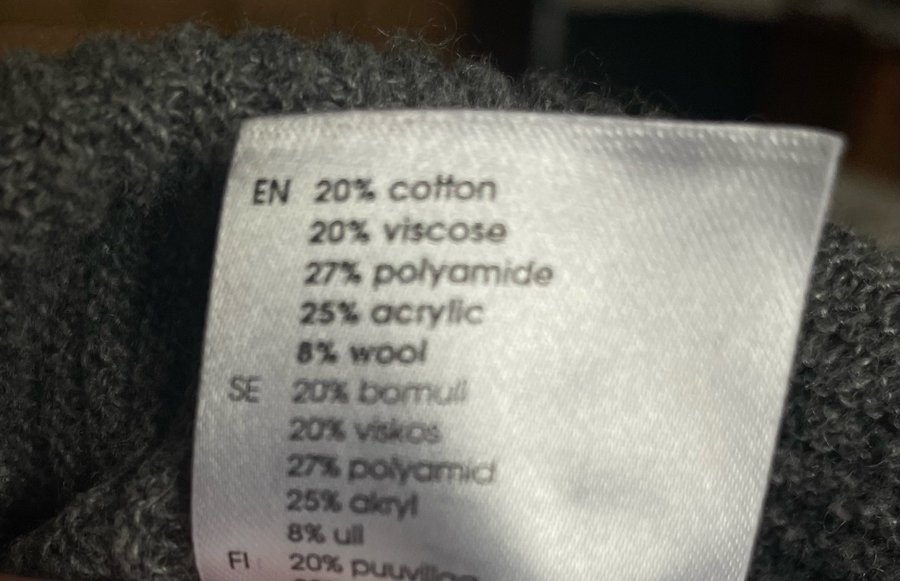 EN 20% cotton
20% viscose
27% polyamide
25% acrylic
8% wool
SE 20% bomull
20% viskos
27% polyamid
25% akryl
8% ull
FI 20% puuvillaa